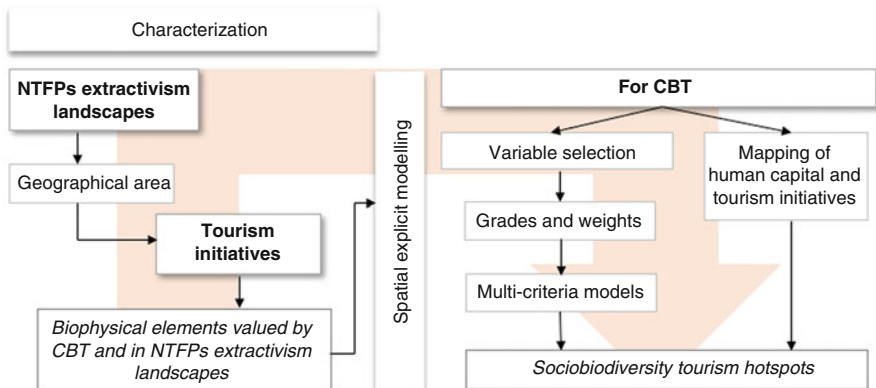 Characterization
NTFPs extractivism
landscapes
Geographical area
Tourism
initiatives
Biophysical elements valued by
CBT and in NTFPs extractivism
landscapes
Spatial explicit modelling
For CBT
Variable selection
Mapping of
human capital and
tourism initiatives
Grades and weights
Multi-criteria models
Sociobiodiversity tourism hotspots